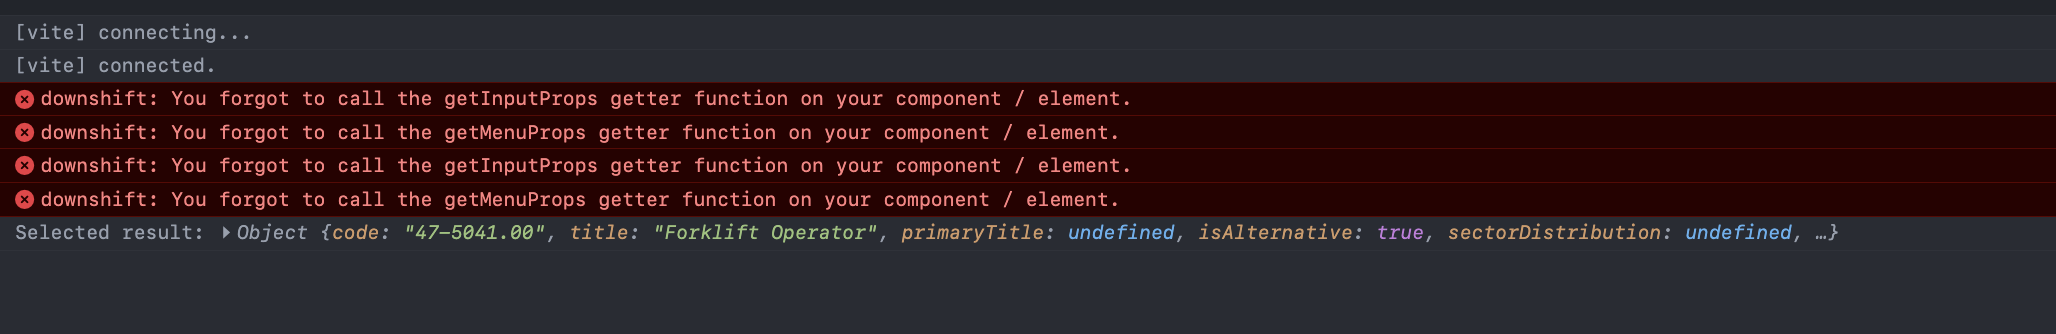 [vite] connecting...
[vite] connected.
downshift: You forgot to call the getInputProps getter function on your component / element.
downshift: You forgot to call the getMenuProps getter function on your component / element.
downshift: You forgot to call the getInputProps getter function on your component / element.
downshift: You forgot to call the getMenuProps getter function on your component / element.
Selected result: Object {code: "47-5041.00", title: "Forklift Operator", primaryTitle: undefined, isAlternative: true, sectorDistribution: undefined, …}